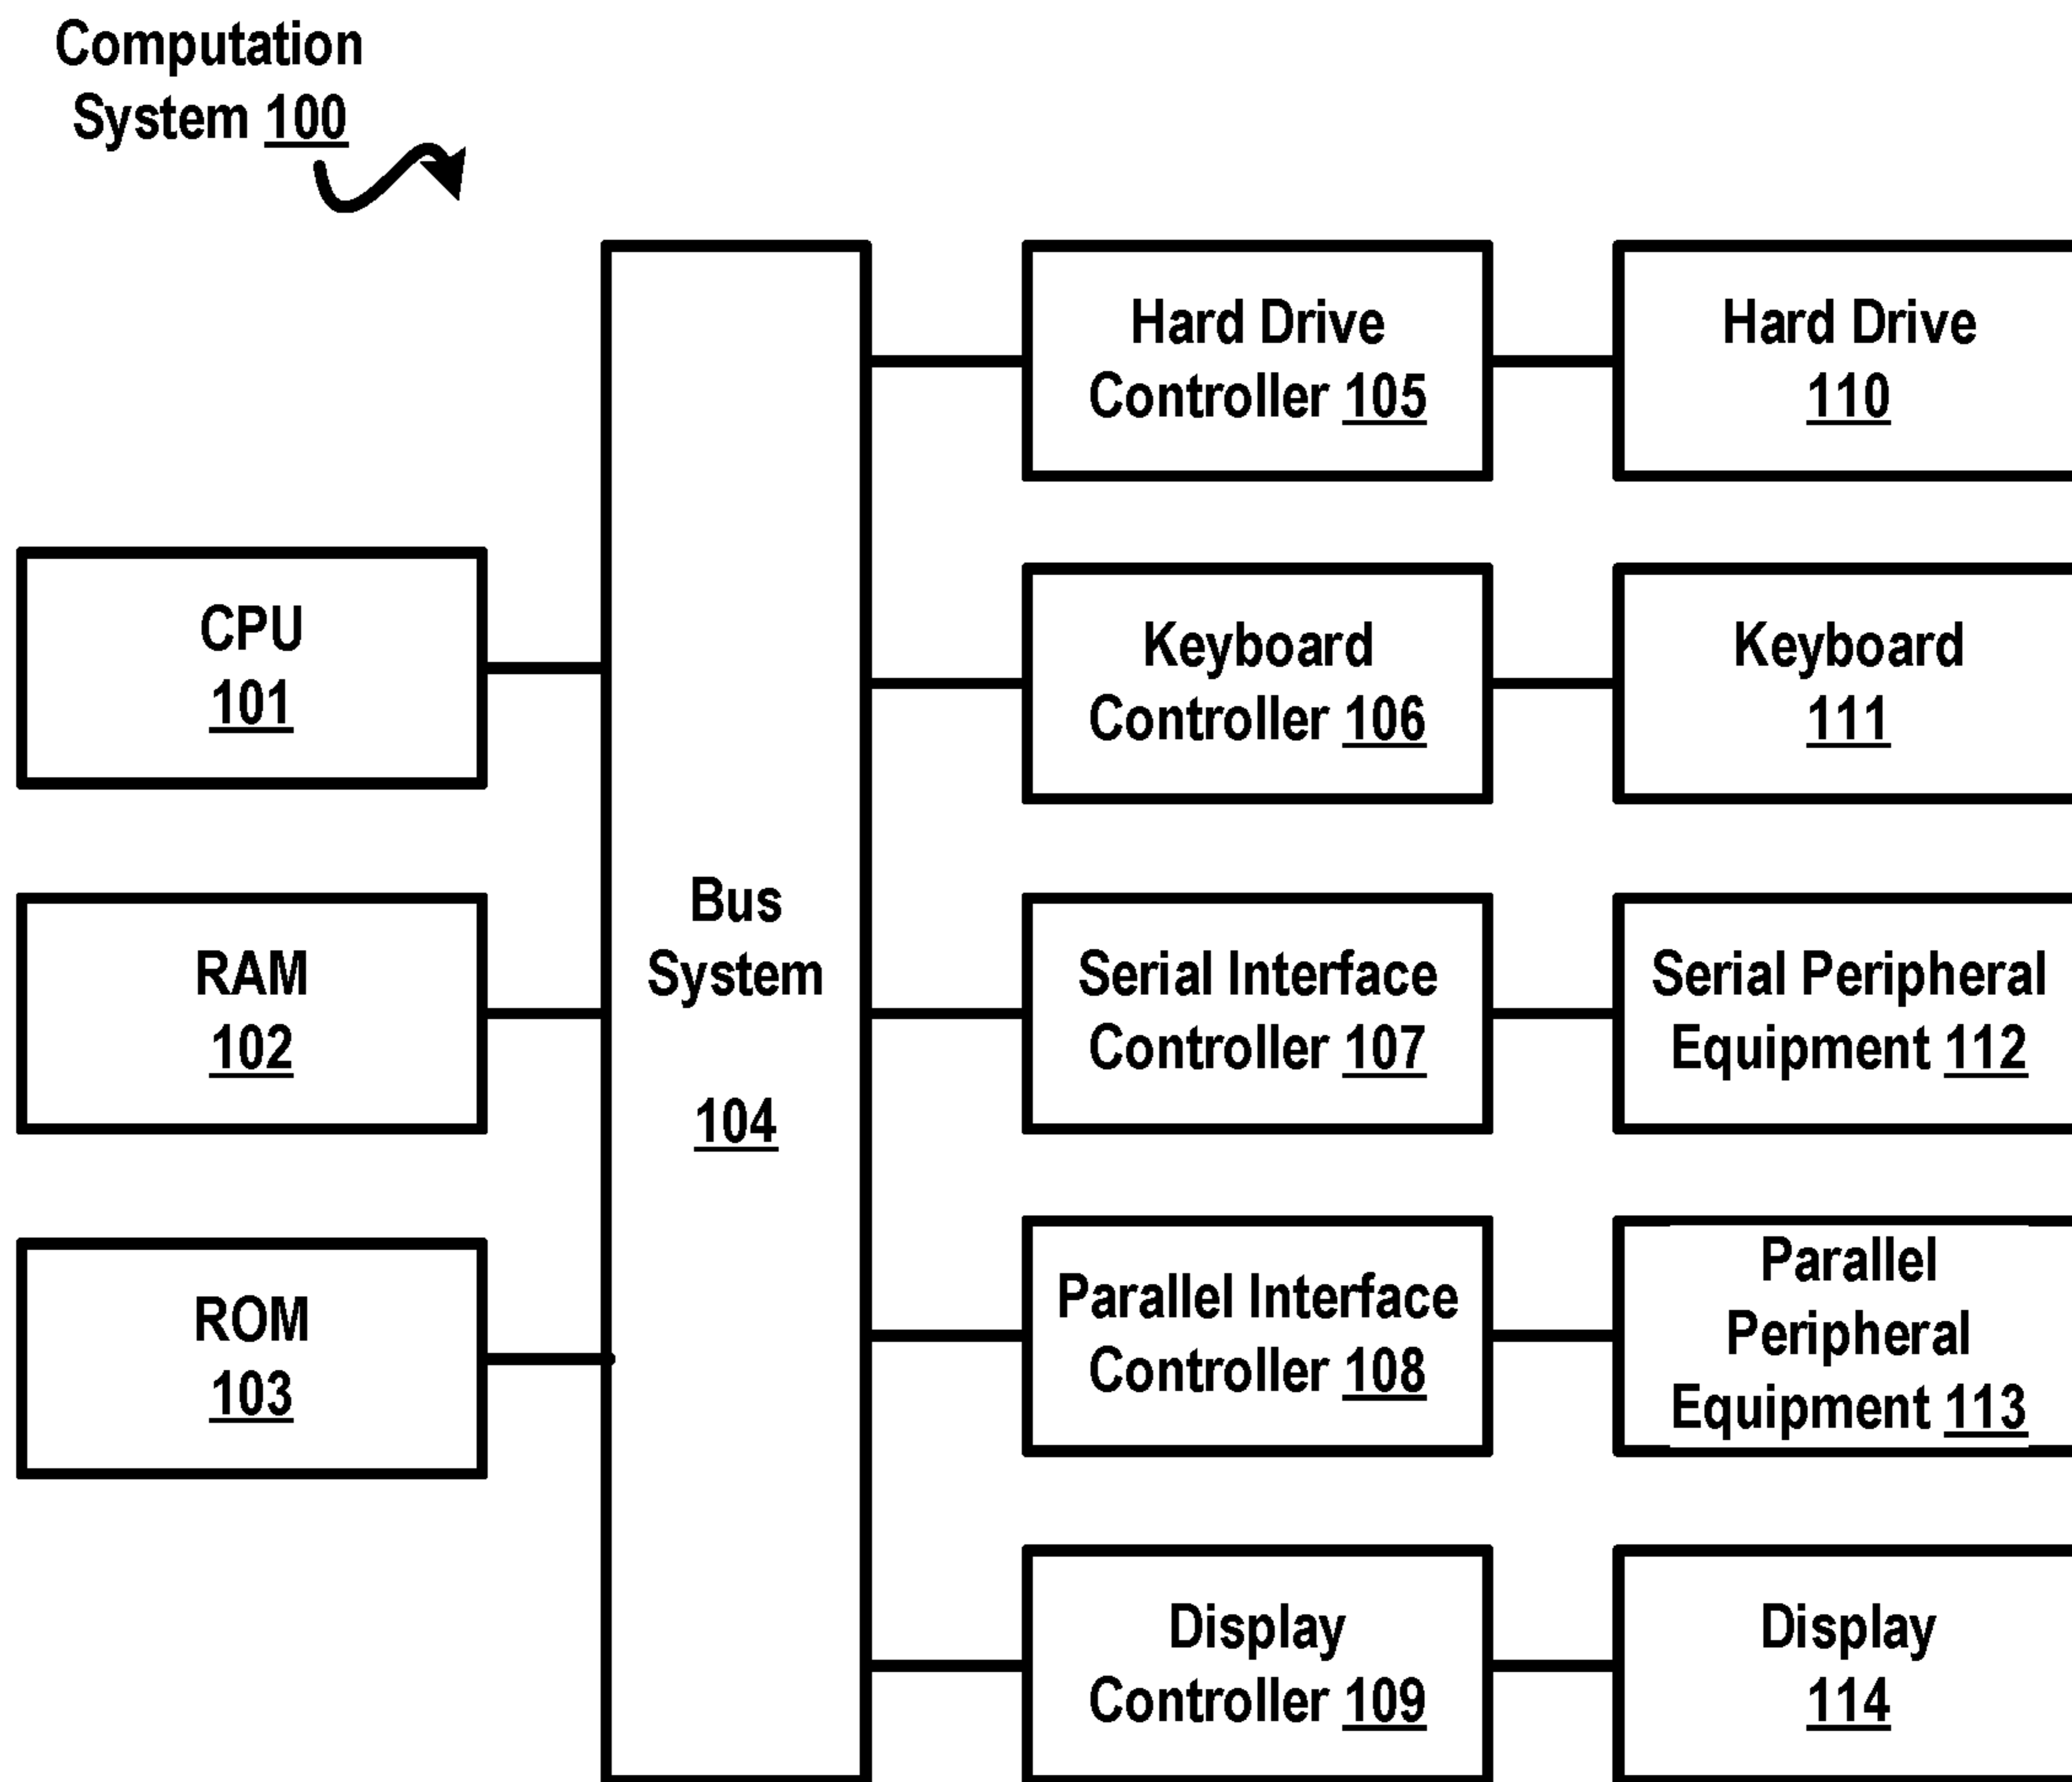 Computation
System 100
Hard Drive
Controller 105
Hard Drive
110
CPU
101
Keyboard
Controller 106
Keyboard
111
Bus
System
104
RAM
102
Serial Interface
Controller 107
Serial Peripheral
Equipment 112
ROM
103
Parallel Interface
Controller 108
Parallel
Peripheral
Equipment 113
Display
Controller 109
Display
114